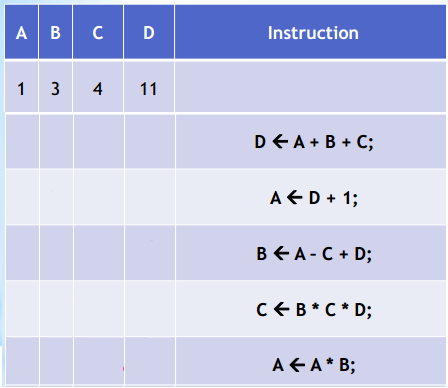 A B C D Instruction
1 3 4 11
D ← A + B + C;
A ← D + 1;
B ← A - C + D;
C ← B * C * D;
A ← A * B;